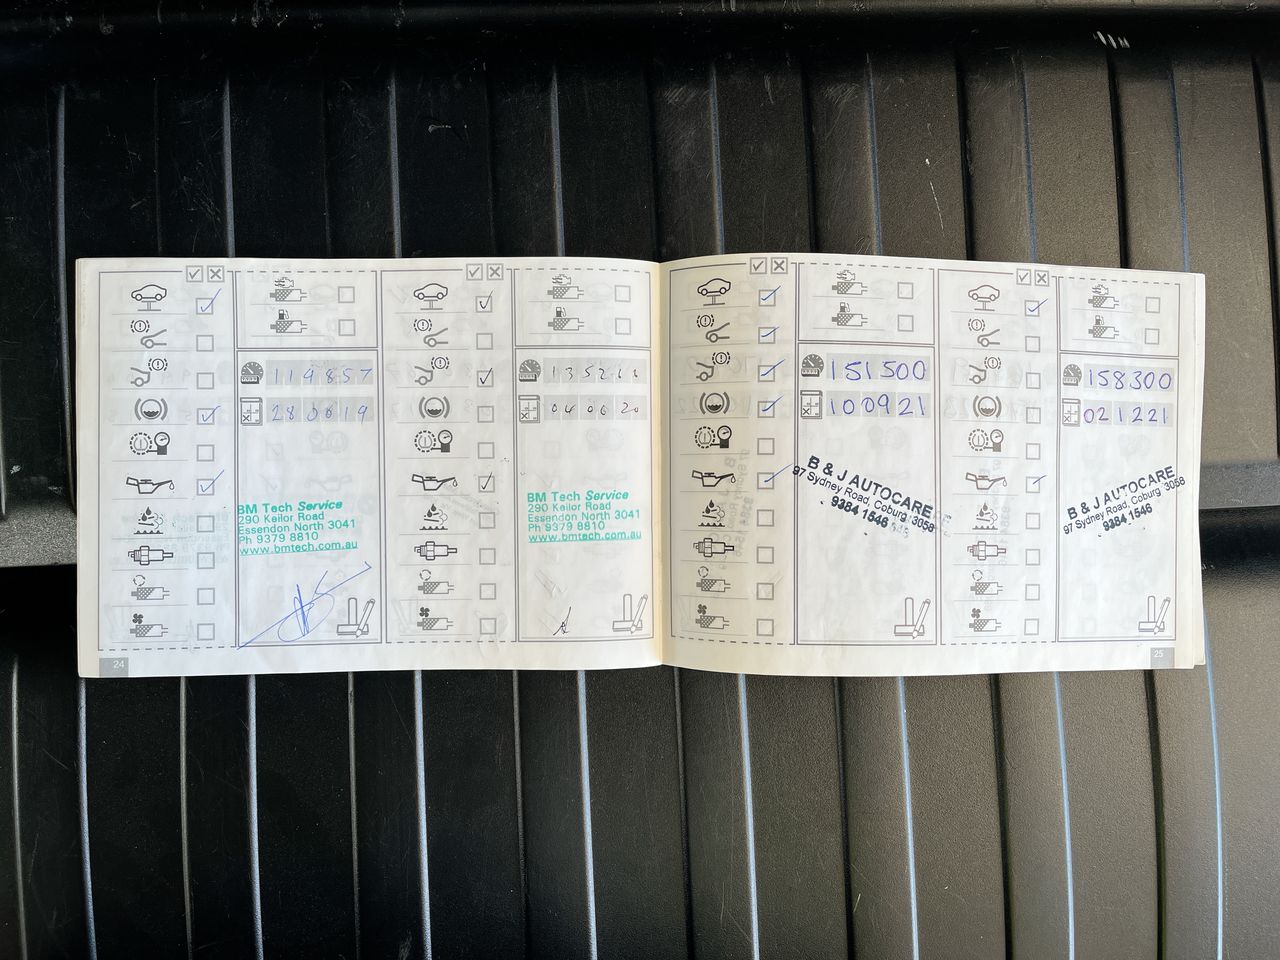 119857
280619
BM Tech Service
290 Keilor Road
Essendon North 3041
Ph 9379 8810
www.bmtech.com.au
24
040620
BM Tech Service
290 Keilor Road
Essendon North 3041
Ph 9379 8810
www.bmtech.com.au
151500
100921
B & J AUTOCARE
97 Sydney Road, Coburg 3058
9384 1546
158300
021221
B & J AUTOCARE
97 Sydney Road, Coburg 3058
9384 1546
25